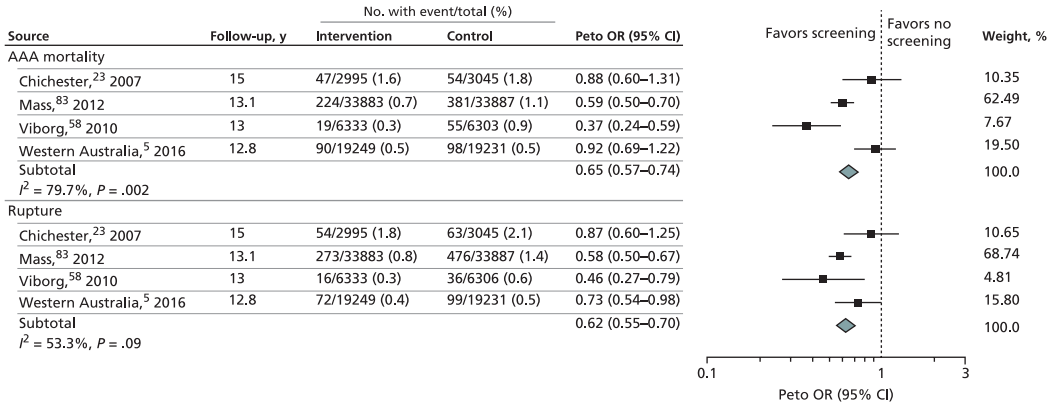 No. with event/total (%)
Favors screening
Favors no
screening
Source Follow-up, y Intervention Control Peto OR (95% CI) Weight, %
AAA mortality
Chichester,23 2007 15 47/2995 (1.6) 54/3045 (1.8) 0.88 (0.60–1.31) 10.35
Mass,83 2012 13.1 224/33883 (0.7) 381/33887 (1.1) 0.59 (0.50–0.70) 62.49
Viborg,58 2010 13 19/6333 (0.3) 55/6303 (0.9) 0.37 (0.24–0.59) 7.67
Western Australia,5 2016 12.8 90/19249 (0.5) 98/19231 (0.5) 0.92 (0.69–1.22) 19.50
Subtotal 0.65 (0.57–0.74) 100.0
I2 = 79.7%, P = .002
Rupture
Chichester,23 2007 15 54/2995 (1.8) 63/3045 (2.1) 0.87 (0.60–1.25) 10.65
Mass,83 2012 13.1 273/33883 (0.8) 476/33887 (1.4) 0.58 (0.50–0.67) 68.74
Viborg,58 2010 13 16/6333 (0.3) 36/6306 (0.6) 0.46 (0.27–0.79) 4.81
Western Australia,5 2016 12.8 72/19249 (0.4) 99/19231 (0.5) 0.73 (0.54–0.98) 15.80
Subtotal 0.62 (0.55–0.70) 100.0
I2 = 53.3%, P = .09
0.1 1 3
Peto OR (95% CI)